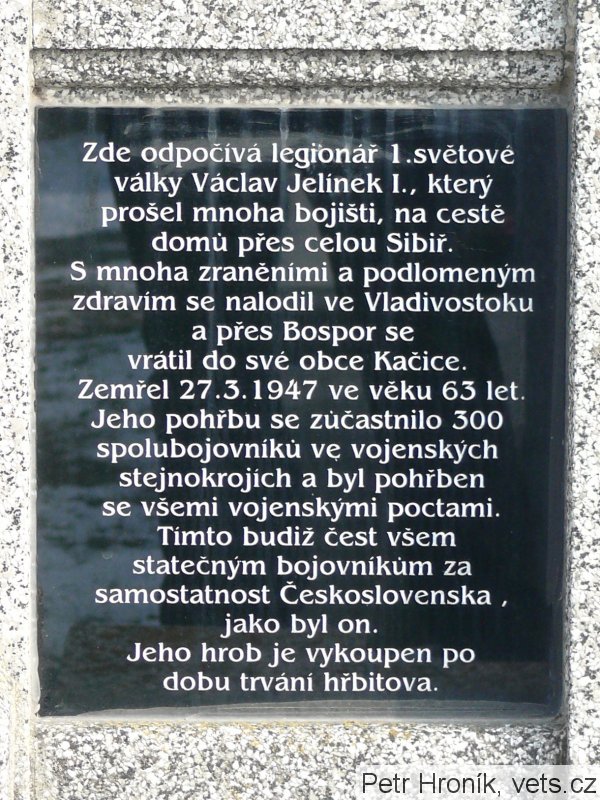 Zde odpočívá legionář 1.světové
války Václav Jelínek I., který
prošel mnoha bojišti, na cestě
domů přes celou Sibiř.
S mnoha zraněními a podlomeným
zdravím se nalodil ve Vladivostoku
a přes Bospor se
vrátil do své obce Kačice.
Zemřel 27.3.1947 ve věku 63 let.
Jeho pohřbu se zůčastnilo 300
spolubojovníků ve vojenských
stejnokrojích a byl pohřben
se všemi vojenskými poctami.
Tímto budiž čest všem
statečným bojovníkům za
samostatnost Československa ,
jako byl on.
Jeho hrob je vykoupen po
dobu trvání hřbitova.
Petr Hroník, vets.cz